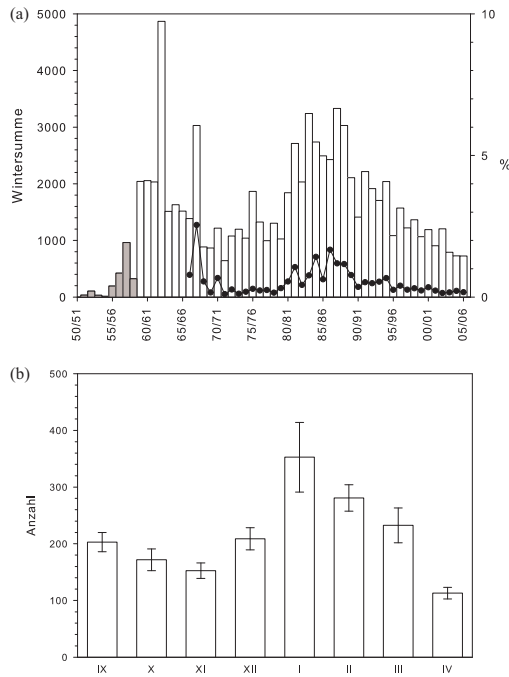 (a)
5000
4000
3000
2000
1000
0
Wintersumme
10
5
0
%
50/51
55/56
60/61
65/66
70/71
75/76
80/81
85/86
90/91
95/96
00/01
05/06
(b)
500
400
300
200
100
0
Anzahl
IX
X
XI
XII
I
II
III
IV